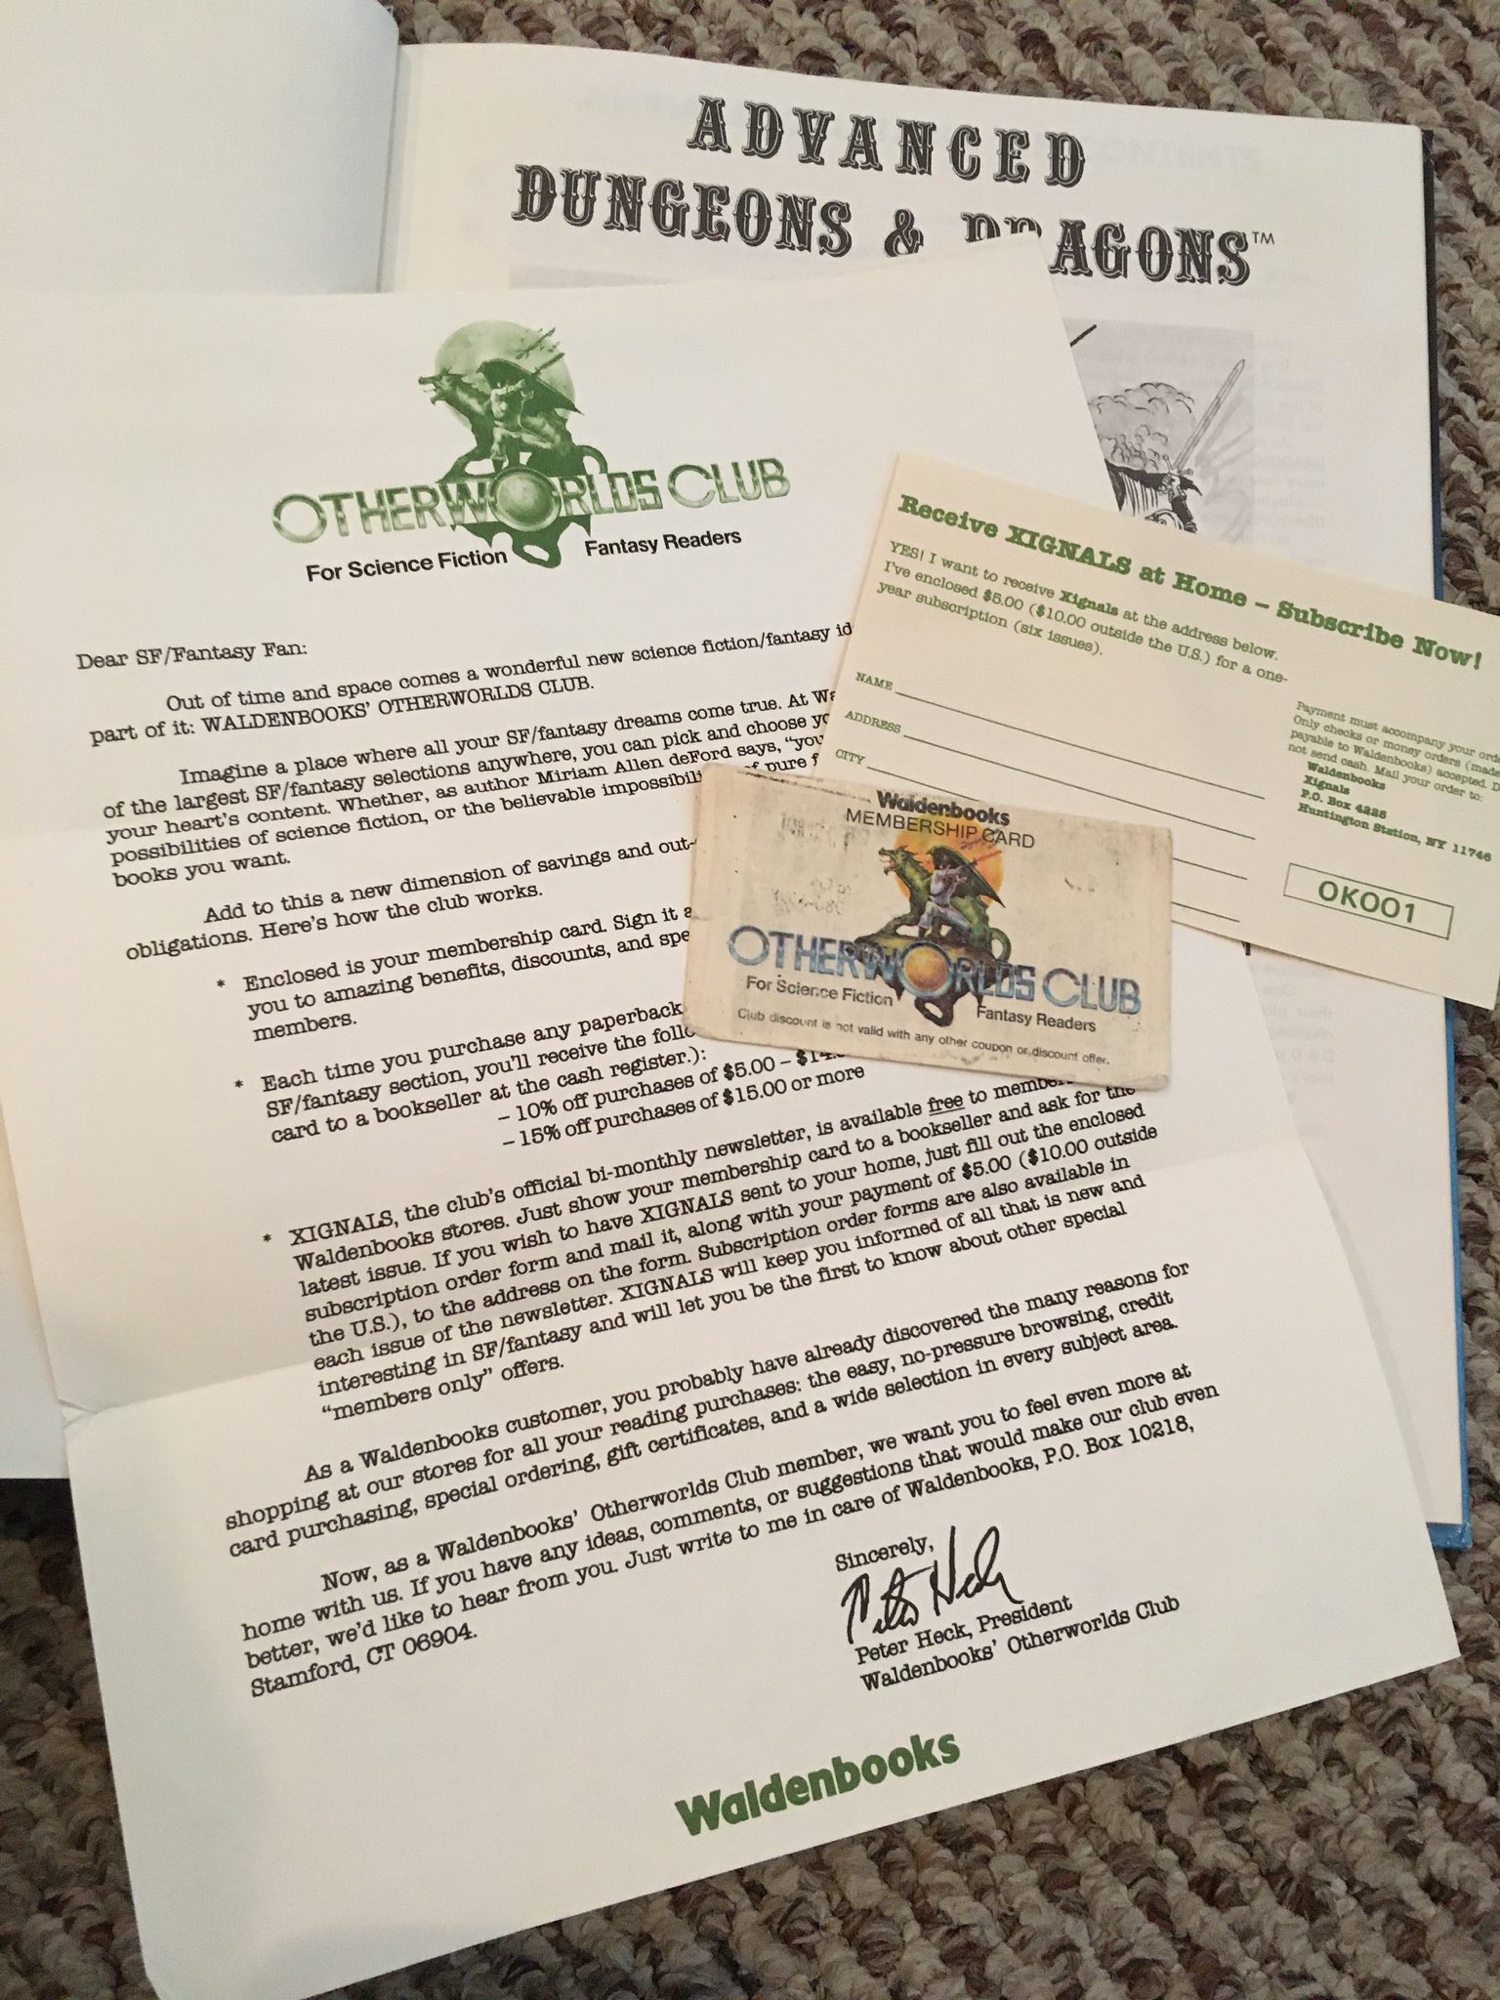 ADVANCED
DUNGEONS & DRAGONS™
OTHERWORLDS CLUB
For Science Fiction Fantasy Readers
Dear SF/Fantasy Fan:
Out of time and space comes a wonderful new science fiction/fantasy id
part of it: WALDENBOOKS' OTHERWORLDS CLUB.
Imagine a place where all your SF/fantasy dreams come true. At Wa
of the largest SF/fantasy selections anywhere, you can pick and choose yo
your heart's content. Whether, as author Miriam Allen deFord says, "you
possibilities of science fiction, or the believable impossibili of pure f
books you want.
Add to this a new dimension of savings and out-
obligations. Here's how the club works.
* Enclosed is your membership card. Sign it a
you to amazing benefits, discounts, and spe
members.
* Each time you purchase any paperback
SF/fantasy section, you'll receive the follo
card to a bookseller at the cash register.):
– 10% off purchases of $5.00 – $14.
– 15% off purchases of $15.00 or more
* XIGNALS, the club's official bi-monthly newsletter, is available free to member
Waldenbooks stores. Just show your membership card to a bookseller and ask for the
latest issue. If you wish to have XIGNALS sent to your home, just fill out the enclosed
subscription order form and mail it, along with your payment of $5.00 ($10.00 outside
the U.S.), to the address on the form. Subscription order forms are also available in
each issue of the newsletter. XIGNALS will keep you informed of all that is new and
interesting in SF/fantasy and will let you be the first to know about other special
"members only" offers.
As a Waldenbooks customer, you probably have already discovered the many reasons for
shopping at our stores for all your reading purchases: the easy, no-pressure browsing, credit
card purchasing, special ordering, gift certificates, and a wide selection in every subject area.
Now, as a Waldenbooks' Otherworlds Club member, we want you to feel even more at
home with us. If you have any ideas, comments, or suggestions that would make our club even
better, we'd like to hear from you. Just write to me in care of Waldenbooks, P.O. Box 10218,
Stamford, CT 06904.
Sincerely,
Peter Heck
Peter Heck, President
Waldenbooks' Otherworlds Club
Waldenbooks
Receive XIGNALS at Home – Subscribe Now!
YES! I want to receive Xignals at the address below.
I've enclosed $5.00 ($10.00 outside the U.S.) for a one-
year subscription (six issues).
NAME
ADDRESS
CITY
Payment must accompany your orde
Only checks or money orders (made
payable to Waldenbooks) accepted. D
not send cash. Mail your order to:
Waldenbooks
Xignals
P.O. Box 4225
Huntington Station, NY 11746
OK001
Waldenbooks
MEMBERSHIP CARD
OTHERWORLDS CLUB
For Science Fiction Fantasy Readers
Club discount is not valid with any other coupon or discount offer.